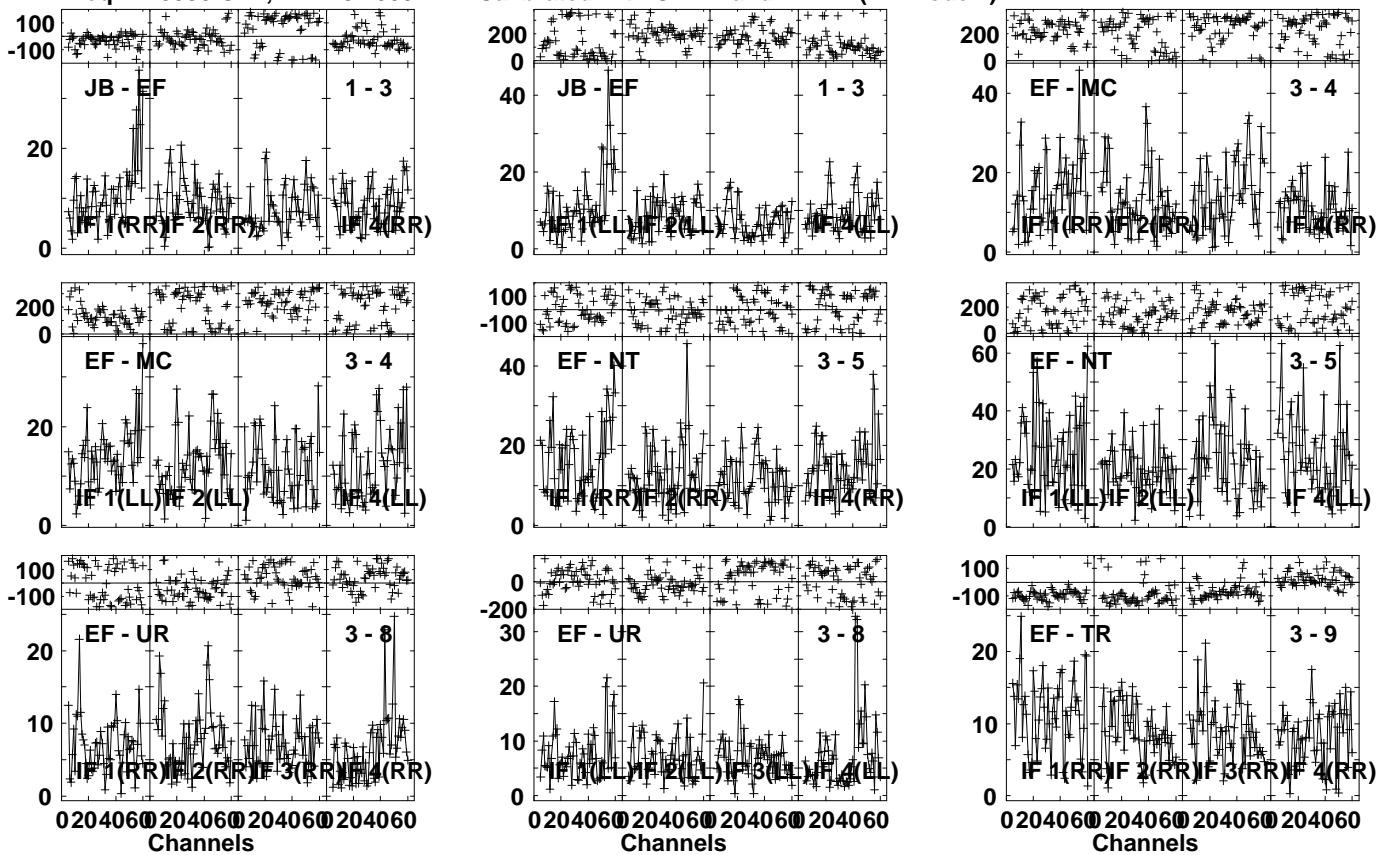 100
-100
JB - EF 1 - 3
20
0
IF 1(RR) IF 2(RR) IF 4(RR)
200
0
JB - EF 1 - 3
40
20
0
IF 1(LL) IF 2(LL) IF 4(LL)
200
0
EF - MC 3 - 4
40
20
0
IF 1(RR) IF 2(RR) IF 4(RR)
200
0
EF - MC 3 - 4
20
0
IF 1(LL) IF 2(LL) IF 4(LL)
100
-100
EF - NT 3 - 5
40
20
0
IF 1(RR) IF 2(RR) IF 4(RR)
200
0
EF - NT 3 - 5
60
40
20
0
IF 1(LL) IF 2(LL) IF 4(LL)
100
-100
EF - UR 3 - 8
20
10
0
IF 1(RR) IF 2(RR) IF 3(RR) IF 4(RR)
0 20 40 60 0 20 40 60 0 20 40 60 0 20 40 60
Channels
0
-200
EF - UR 3 - 8
30
20
10
0
IF 1(LL) IF 2(LL) IF 3(LL) IF 4(LL)
0 20 40 60 0 20 40 60 0 20 40 60 0 20 40 60
Channels
100
-100
EF - TR 3 - 9
20
10
0
IF 1(RR) IF 2(RR) IF 3(RR) IF 4(RR)
0 20 40 60 0 20 40 60 0 20 40 60 0 20 40 60
Channels